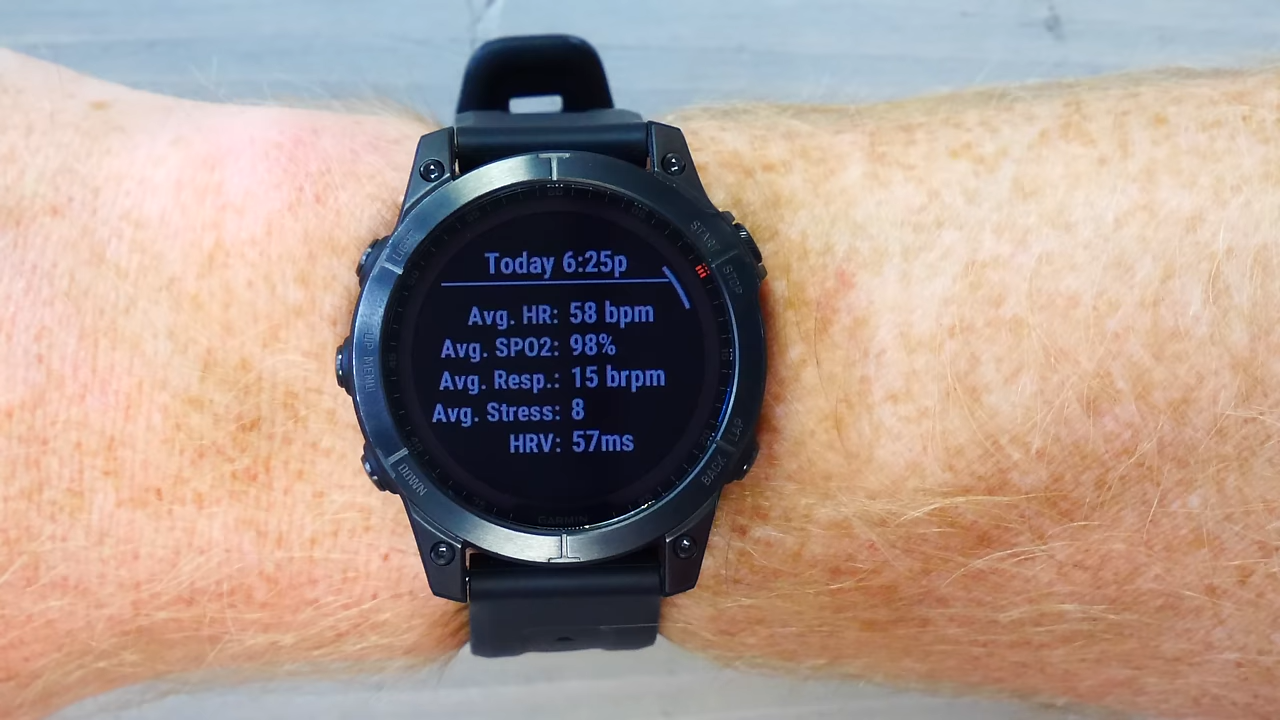 Today 6:25p
Avg. HR: 58 bpm
Avg. SPO2: 98%
Avg. Resp.: 15 brpm
Avg. Stress: 8
HRV: 57ms
LIGHT
UP MENU
DOWN
START STOP
BACK LAP
GARMIN